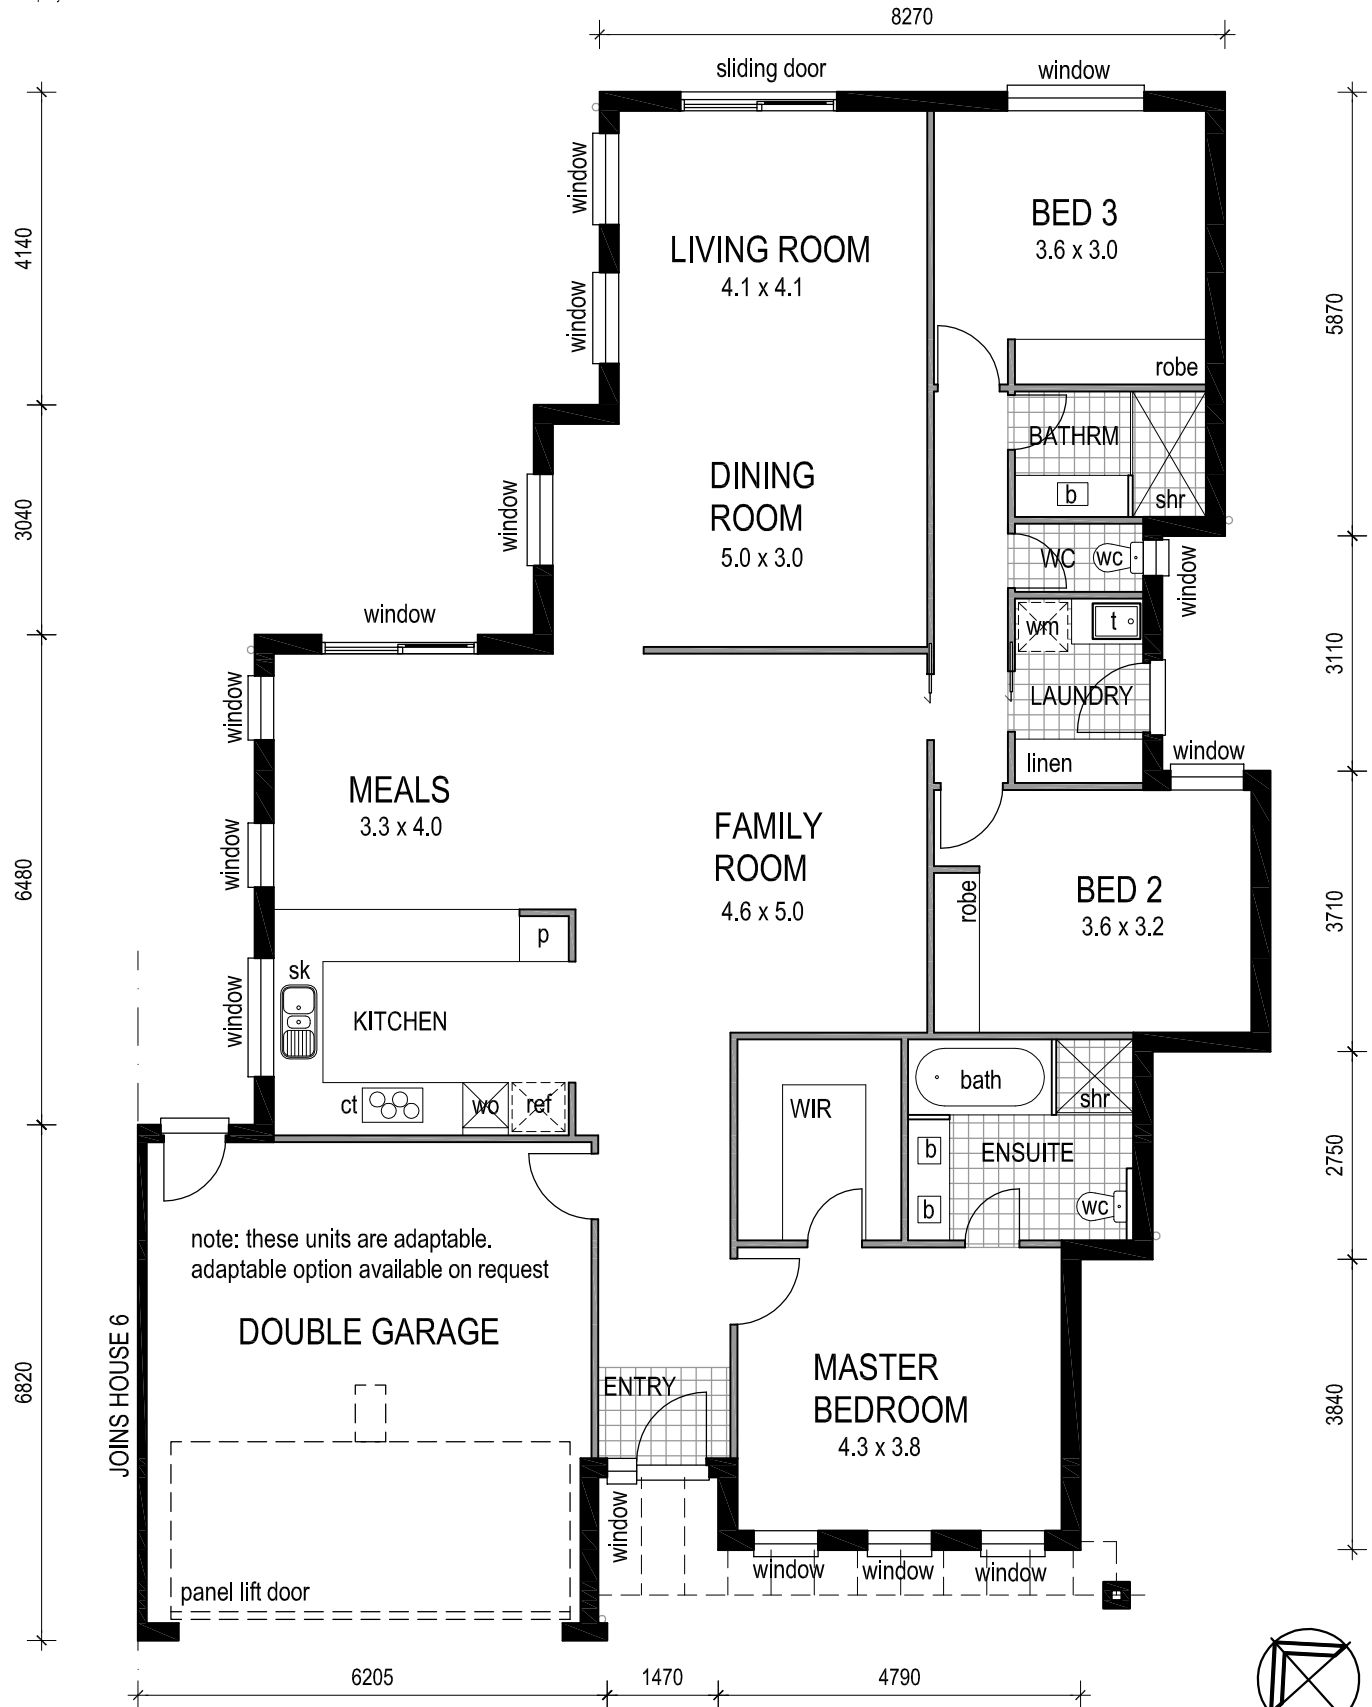 8270
sliding door
window
window
4140
LIVING ROOM
4.1 x 4.1
BED 3
3.6 x 3.0
5870
window
robe
BATHRM
b
shr
3040
window
DINING
ROOM
5.0 x 3.0
WC
wc
window
window
wm
t
3110
LAUNDRY
linen
window
window
MEALS
3.3 x 4.0
FAMILY
ROOM
4.6 x 5.0
6480
window
robe
BED 2
3.6 x 3.2
3710
p
sk
window
KITCHEN
ct
wo
ref
WIR
bath
shr
b
ENSUITE
b
wc
2750
note: these units are adaptable.
adaptable option available on request
DOUBLE GARAGE
JOINS HOUSE 6
6820
ENTRY
MASTER
BEDROOM
4.3 x 3.8
3840
window
window
window
window
panel lift door
6205
1470
4790